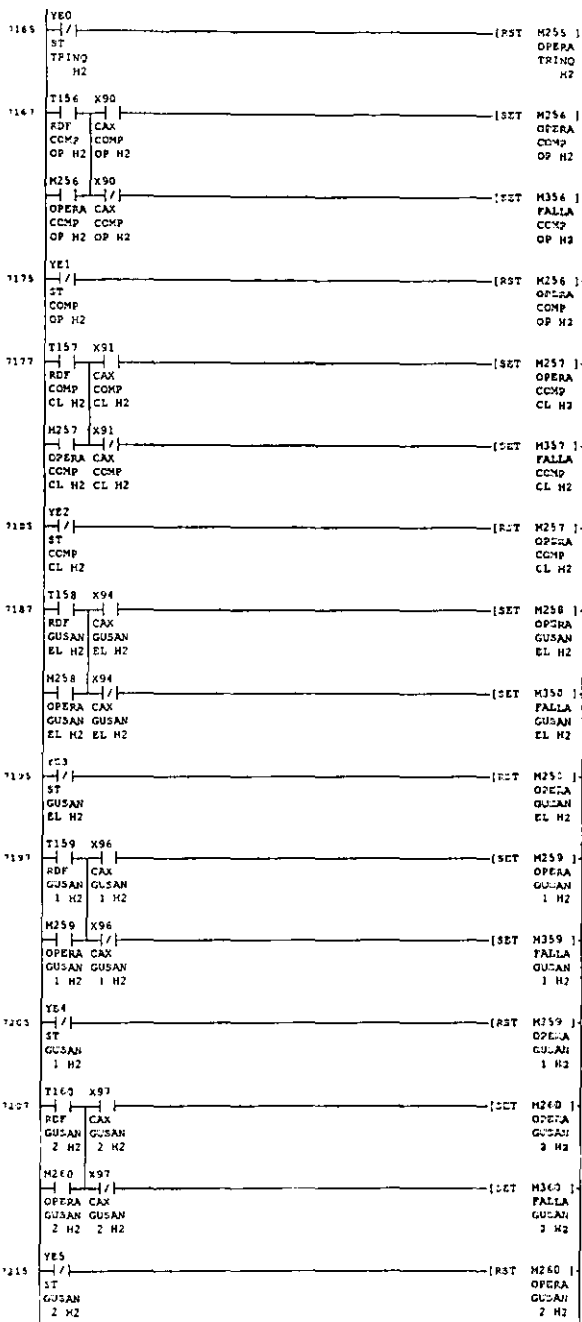 7165 YE0 [RST M255 ]
ST OPERA
TRINQ TRINQ
H2 H2
7167 T156 X90 [SET M256 ]
RDF CAX OPERA
COMP COMP COMP
OP H2 OP H2 OP H2
M256 X90 [SET M356 ]
OPERA CAX FALLA
COMP COMP COMP
OP H2 OP H2 OP H2
7175 YE1 [RST M256 ]
ST OPERA
COMP COMP
OP H2 OP H2
7177 T157 X91 [SET M257 ]
RDF CAX OPERA
COMP COMP COMP
CL H2 CL H2 CL H2
M257 X91 [SET M357 ]
OPERA CAX FALLA
COMP COMP COMP
CL H2 CL H2 CL H2
7185 YE2 [RST M257 ]
ST OPERA
COMP COMP
CL H2 CL H2
7187 T158 X94 [SET M258 ]
RDF CAX OPERA
GUSAN GUSAN GUSAN
EL H2 EL H2 EL H2
M258 X94 [SET M358 ]
OPERA CAX FALLA
GUSAN GUSAN GUSAN
EL H2 EL H2 EL H2
7195 YE3 [RST M258 ]
ST OPERA
GUSAN GUSAN
EL H2 EL H2
7197 T159 X96 [SET M259 ]
RDF CAX OPERA
GUSAN GUSAN GUSAN
1 H2 1 H2 1 H2
M259 X96 [SET M359 ]
OPERA CAX FALLA
GUSAN GUSAN GUSAN
1 H2 1 H2 1 H2
7205 YE4 [RST M259 ]
ST OPERA
GUSAN GUSAN
1 H2 1 H2
7207 T160 X97 [SET M260 ]
RDF CAX OPERA
GUSAN GUSAN GUSAN
2 H2 2 H2 2 H2
M260 X97 [SET M360 ]
OPERA CAX FALLA
GUSAN GUSAN GUSAN
2 H2 2 H2 2 H2
7215 YE5 [RST M260 ]
ST OPERA
GUSAN GUSAN
2 H2 2 H2